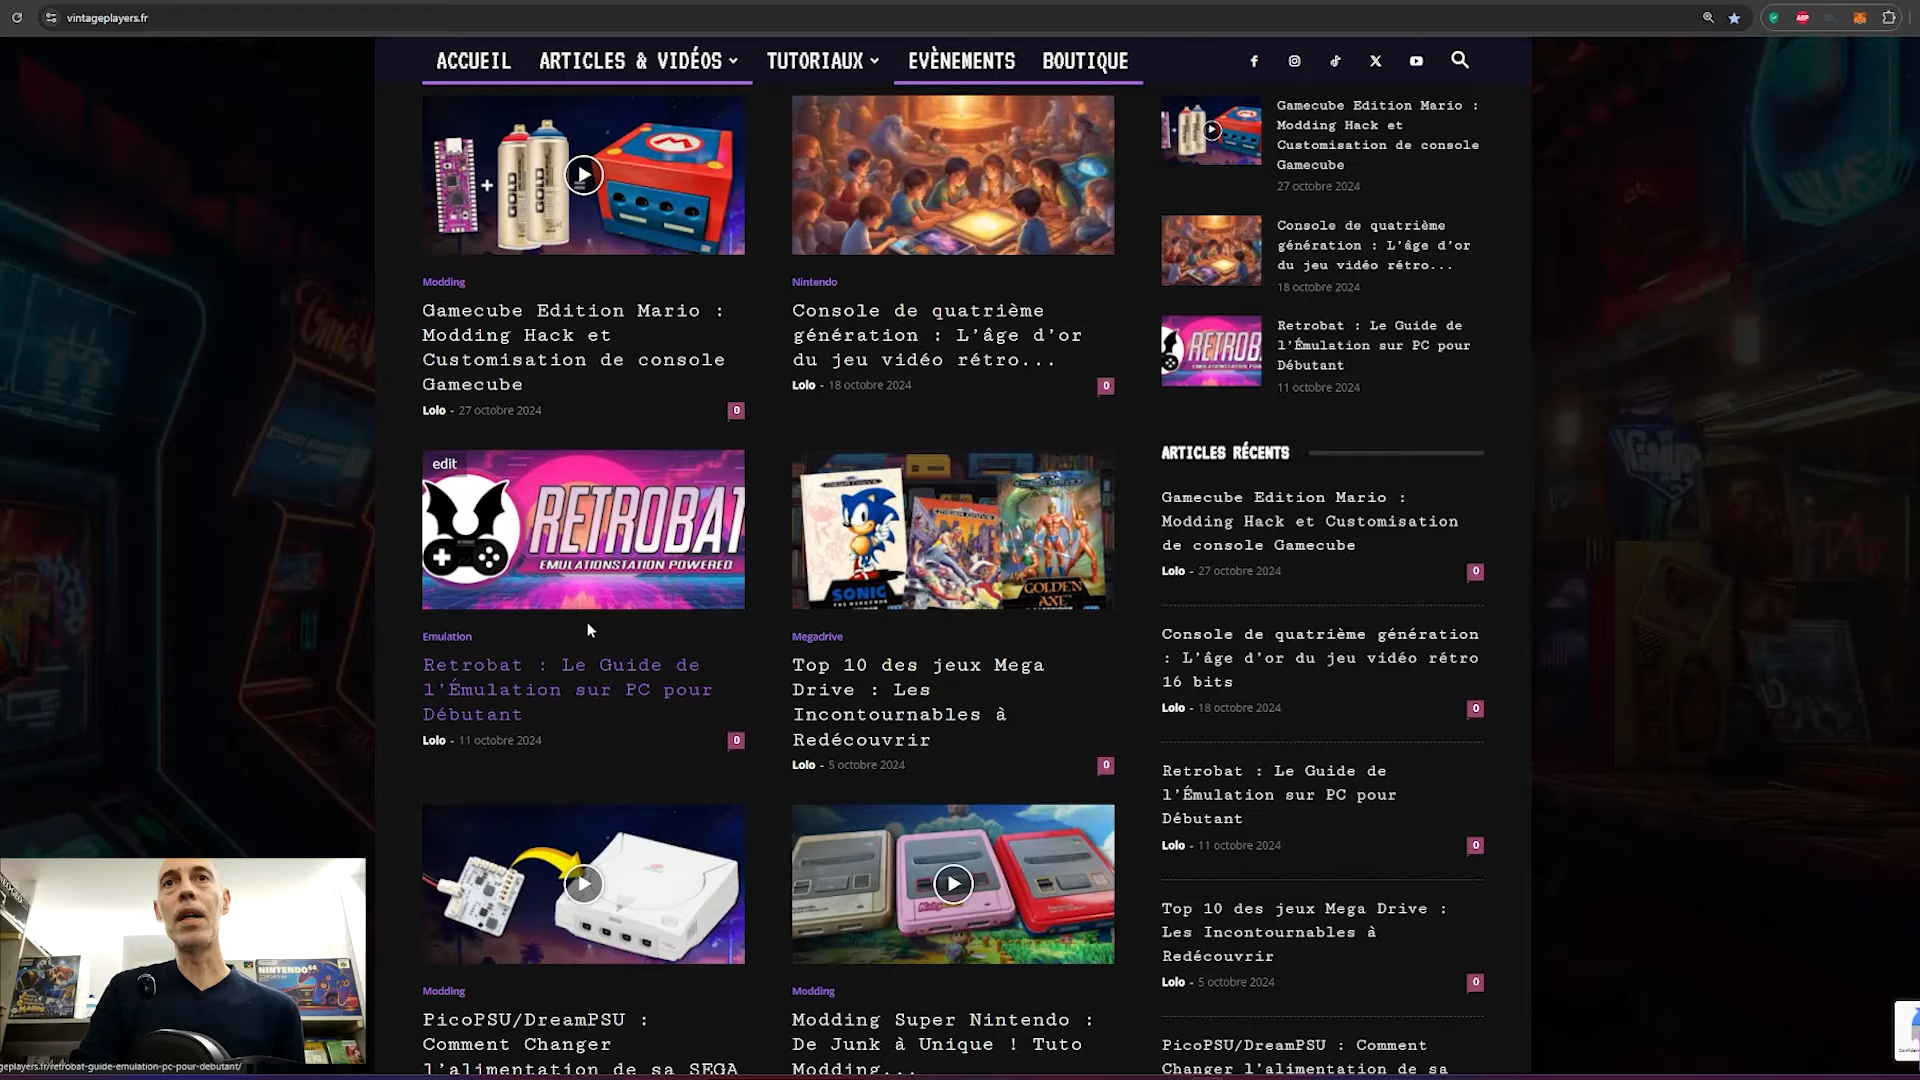 vintageplayers.fr
ABP
ACCUEIL
ARTICLES & VIDÉOS
TUTORIAUX
EVÈNEMENTS
BOUTIQUE
GOLD
GOLD
Modding
Gamecube Edition Mario :
Modding Hack et
Customisation de console
Gamecube
Lolo - 27 octobre 2024
0
Nintendo
Console de quatrième
génération : L’âge d’or
du jeu vidéo rétro...
Lolo - 18 octobre 2024
0
edit
RETROBAT
EMULATIONSTATION POWERED
Emulation
Retrobat : Le Guide de
l’Émulation sur PC pour
Débutant
Lolo - 11 octobre 2024
0
SONIC
THE HEDGEHOG
GOLDEN
AXE
Megadrive
Top 10 des jeux Mega
Drive : Les
Incontournables à
Redécouvrir
Lolo - 5 octobre 2024
0
Modding
PicoPSU/DreamPSU :
Comment Changer
l’alimentation de sa SEGA
Modding
Modding Super Nintendo :
De Junk à Unique ! Tuto
Modding...
Gamecube Edition Mario :
Modding Hack et
Customisation de console
Gamecube
27 octobre 2024
Console de quatrième
génération : L’âge d’or
du jeu vidéo rétro...
18 octobre 2024
RETROB
Retrobat : Le Guide de
l’Émulation sur PC pour
Débutant
11 octobre 2024
ARTICLES RÉCENTS
Gamecube Edition Mario :
Modding Hack et Customisation
de console Gamecube
Lolo - 27 octobre 2024
0
Console de quatrième génération
: L’âge d’or du jeu vidéo rétro
16 bits
Lolo - 18 octobre 2024
0
Retrobat : Le Guide de
l’Émulation sur PC pour
Débutant
Lolo - 11 octobre 2024
0
Top 10 des jeux Mega Drive :
Les Incontournables à
Redécouvrir
Lolo - 5 octobre 2024
0
PicoPSU/DreamPSU : Comment
Changer l’alimentation de sa
NINTENDO64
geplayers.fr/retrobat-guide-emulation-pc-pour-debutant/